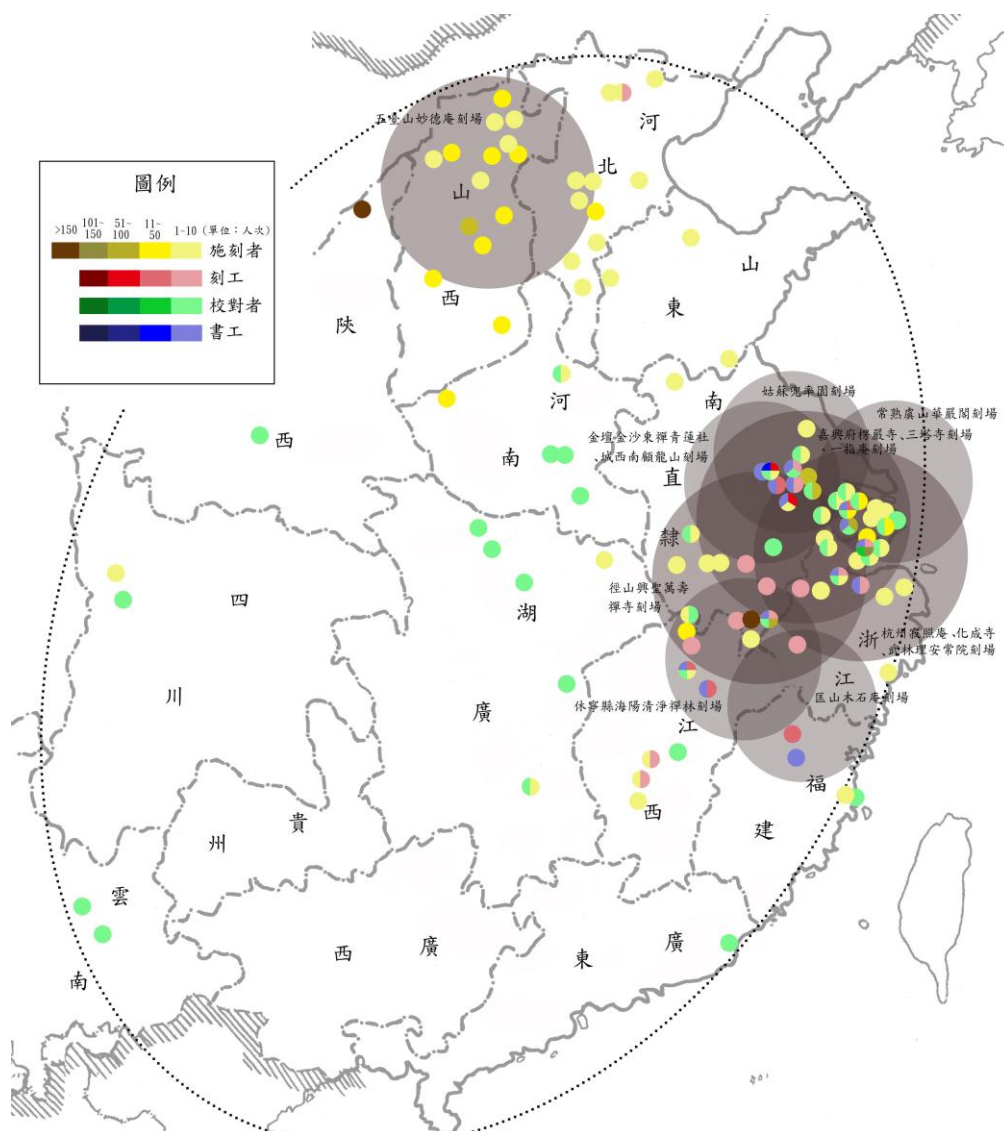 圖例
>150
101~
150
51~
100
11~
50
1~10
(單位:人次)
施刻者
刻工
校對者
書工
五臺山妙德庵刻場
河
北
山
西
山
東
陝
西
河
南
南
直
隸
姑蘇兜率園刻場
常熟虞山華嚴閣刻場
嘉興府楞嚴寺、三塔寺刻場
、一指庵刻場
金壇金沙東禪青蓮社
、城西南顧龍山刻場
徑山興聖萬壽
禪寺刻場
杭州寂照庵、化成寺
、武林理安常院刻場
浙
江
匡山木石庵刻場
休寧縣海陽清淨禪林刻場
四
川
湖
廣
江
西
福
建
貴
州
雲
南
廣
西
廣
東